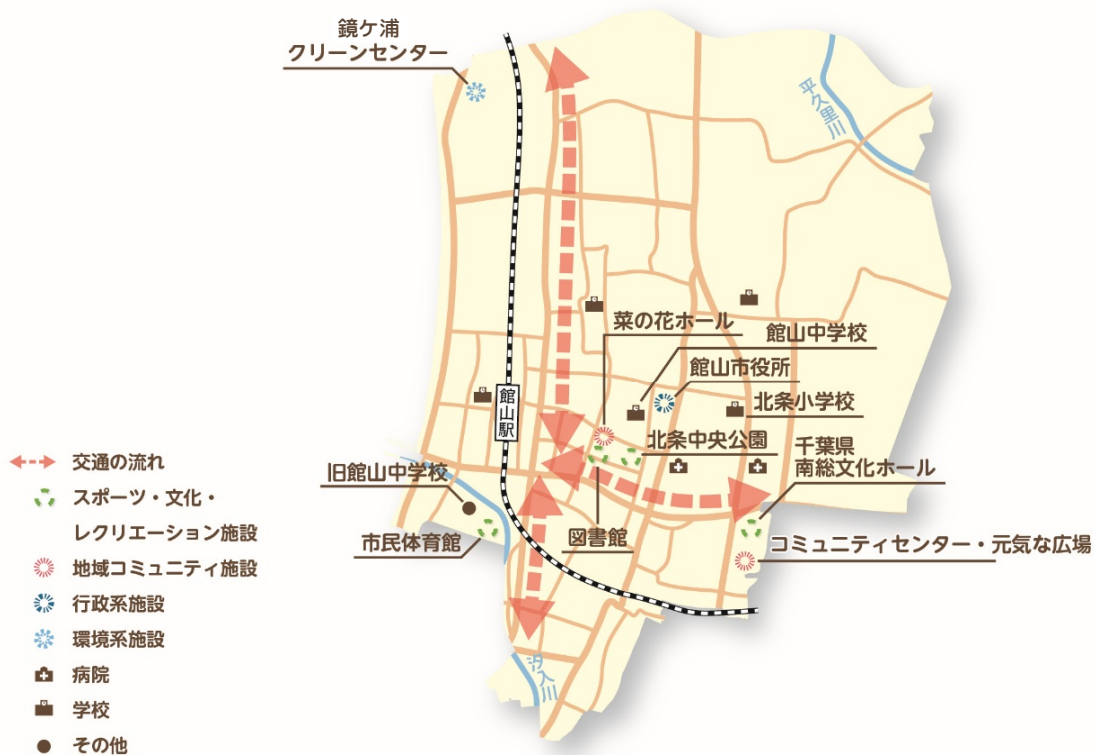 鏡ケ浦
クリーンセンター
平久里川
菜の花ホール
館山中学校
館山市役所
館山駅
北条小学校
北条中央公園
千葉県
南総文化ホール
旧館山中学校
市民体育館
図書館
コミュニティセンター・元気な広場
汐入川
交通の流れ
スポーツ・文化・
レクリエーション施設
地域コミュニティ施設
行政系施設
環境系施設
病院
学校
その他